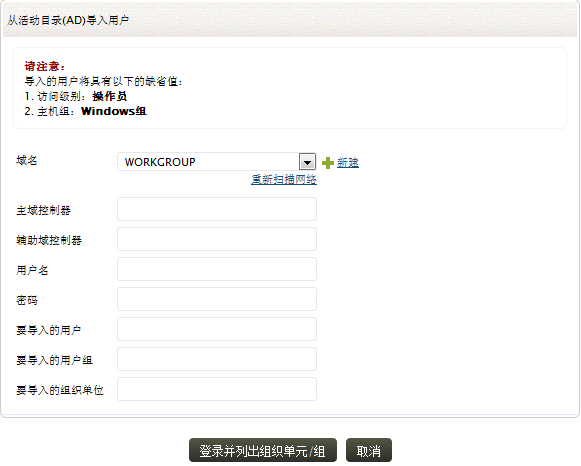 从活动目录(AD)导入用户
请注意：
导入的用户将具有以下的缺省值：
1. 访问级别：操作员
2. 主机组：Windows组
域名 WORKGROUP 新建
重新扫描网络
主域控制器
辅助域控制器
用户名
密码
要导入的用户
要导入的用户组
要导入的组织单位
登录并列出组织单元/组 取消